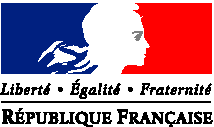 Liberté • Égalité • Fraternité
RÉPUBLIQUE FRANÇAISE